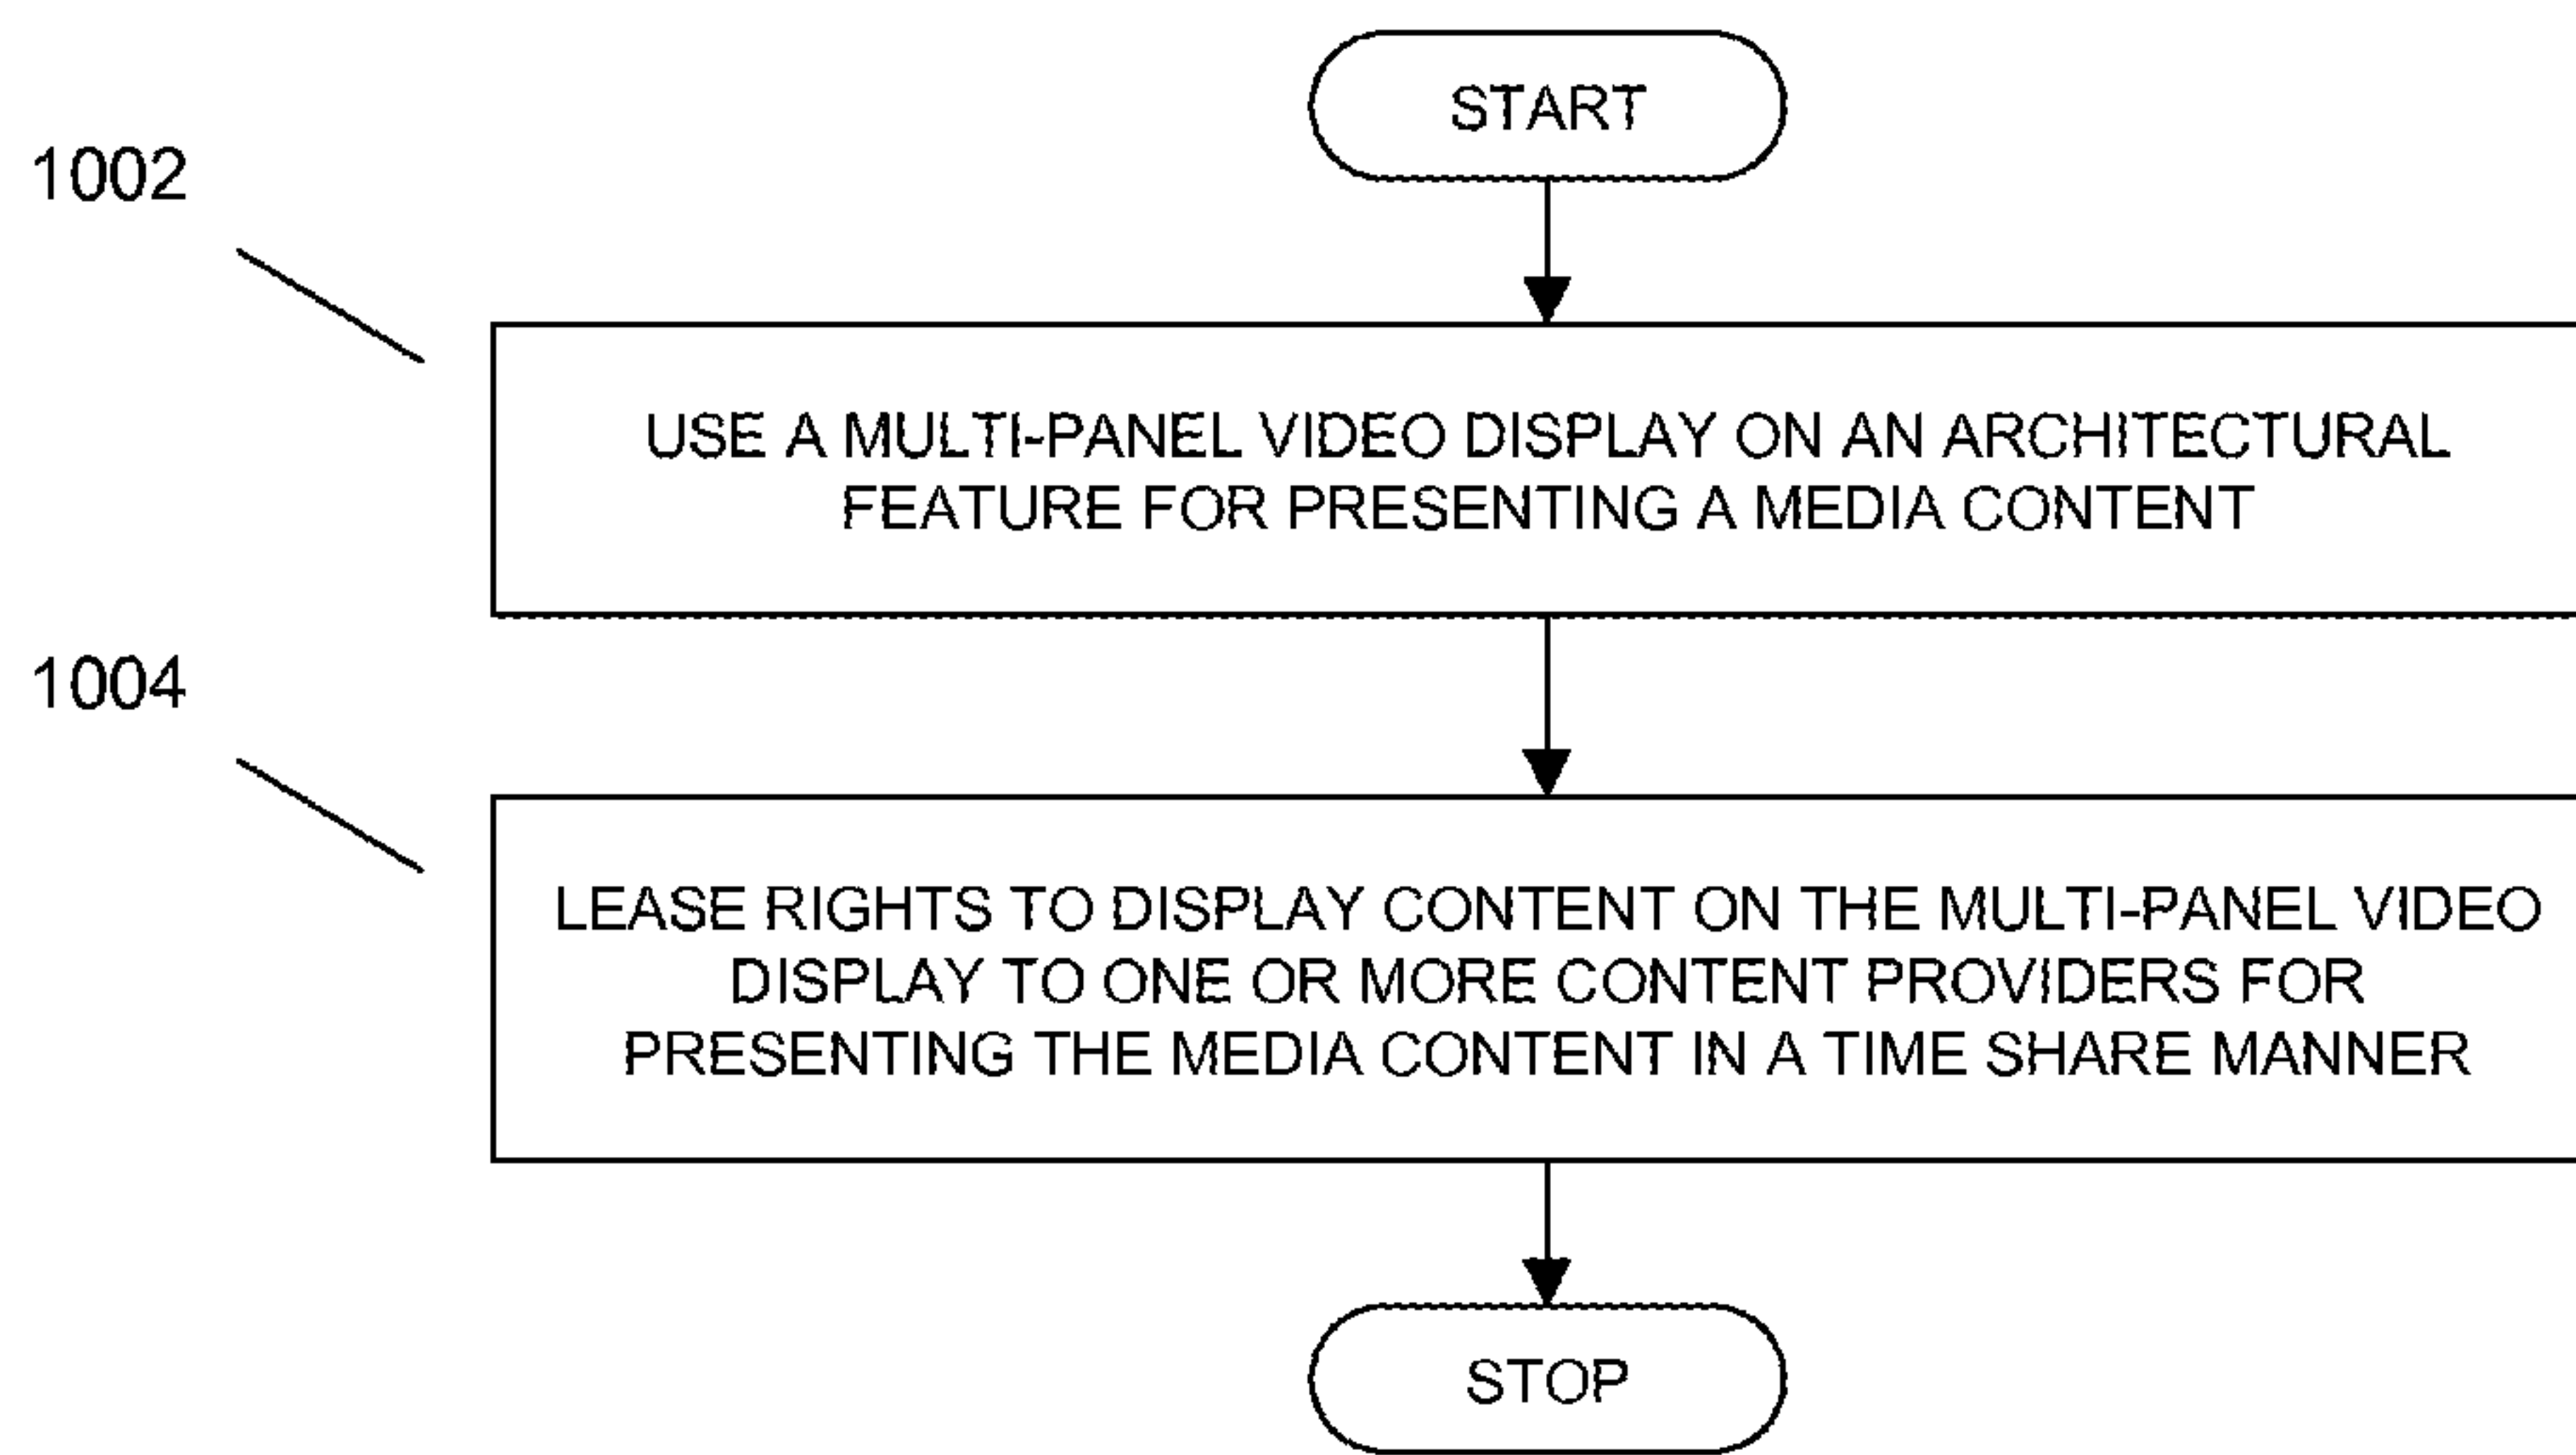 START
1002
USE A MULTI-PANEL VIDEO DISPLAY ON AN ARCHITECTURAL
FEATURE FOR PRESENTING A MEDIA CONTENT
1004
LEASE RIGHTS TO DISPLAY CONTENT ON THE MULTI-PANEL VIDEO
DISPLAY TO ONE OR MORE CONTENT PROVIDERS FOR
PRESENTING THE MEDIA CONTENT IN A TIME SHARE MANNER
STOP